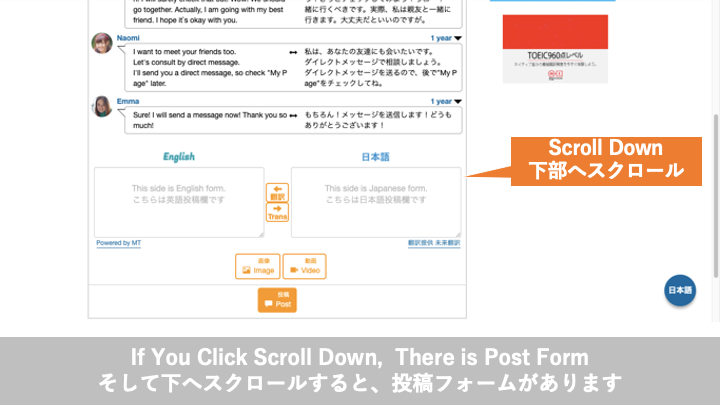 go together. Actually, I am going with my best
friend. I hope it's okay with you.
一緒に行くべきです。実際、私は親友と一緒に
行きます。大丈夫だといいのですが。
Naomi
1 year
I want to meet your friends too.
Let's consult by direct message.
I'll send you a direct message, so check "My P
age" later.
私は、あなたの友達にも会いたいです。
ダイレクトメッセージで相談しましょう。
ダイレクトメッセージを送るので、後で"My P
age"をチェックしてね。
Emma
1 year
Sure! I will send a message now! Thank you so
much!
もちろん！メッセージを送信します！どうも
ありがとうございます！
English
日本語
This side is English form.
こちらは英語投稿欄です
翻訳
Trans
This side is Japanese form.
こちらは日本語投稿欄です
Powered by MT
翻訳提供 未来翻訳
画像
Image
動画
Video
投稿
Post
TOEIC960点レベル
Scroll Down
下部へスクロール
日本語
If You Click Scroll Down, There is Post Form
そして下へスクロールすると、投稿フォームがあります